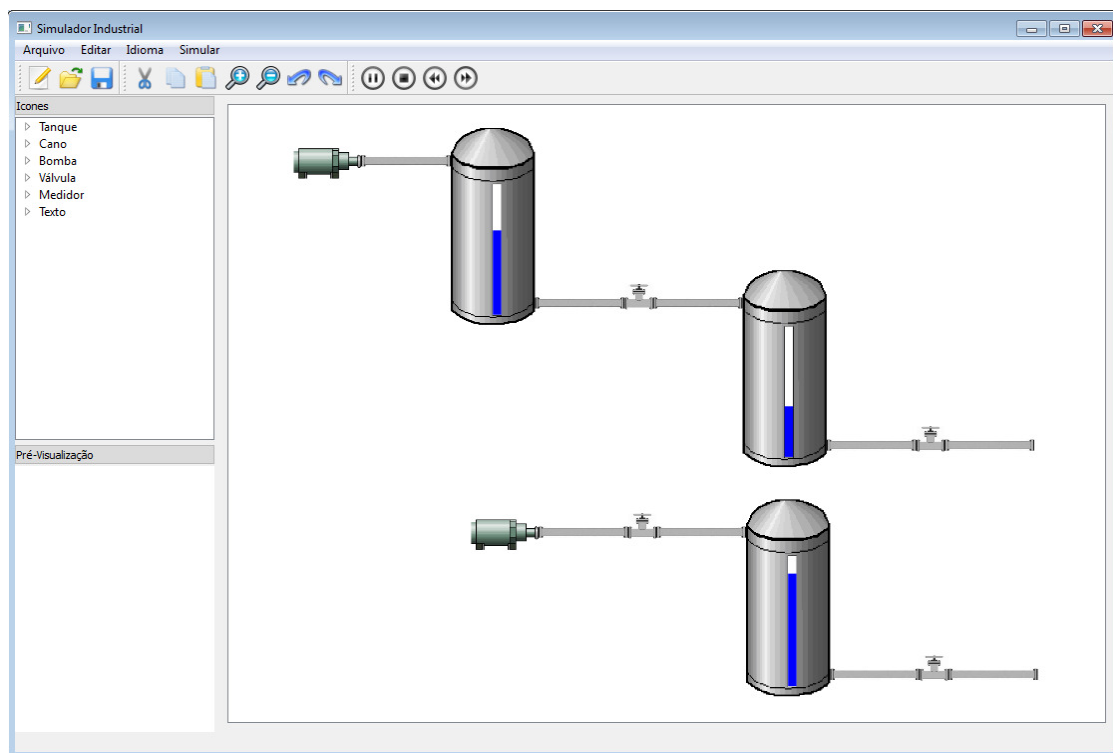 Simulador Industrial
Arquivo Editar Idioma Simular
Icones
Tanque
Cano
Bomba
Válvula
Medidor
Texto
Pré-Visualização